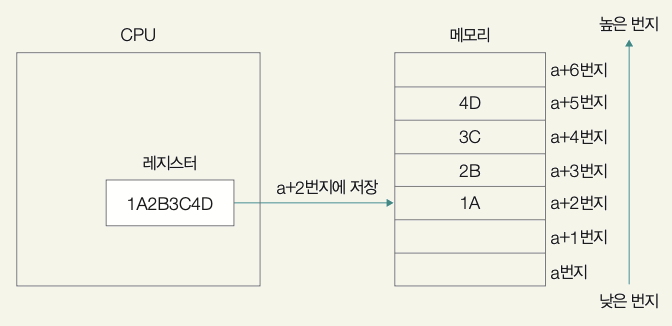 높은 번지
CPU
메모리
a+6번지
4D
a+5번지
3C
a+4번지
레지스터
2B
a+3번지
1A2B3C4D
a+2번지에 저장
1A
a+2번지
a+1번지
a번지
낮은 번지